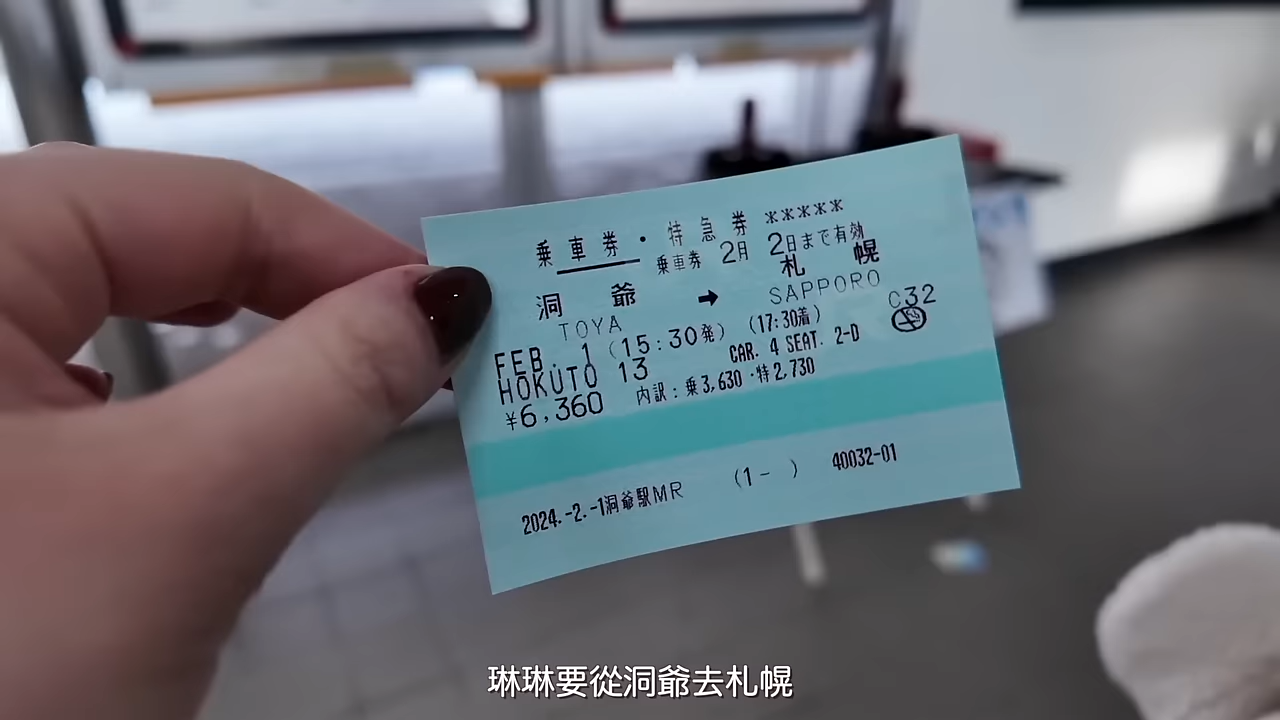 乗車券・特急券 *****
乗車券 2月 2日まで有効
洞 爺 ➡ 札 幌
TOYA SAPPORO
FEB. 1 (15:30発) (17:30着) C32
HOKUTO 13 CAR. 4 SEAT. 2-D
¥6,360 内訳:乗3,630・特2,730
2024.-2.-1洞爺駅MR (1- ) 40032-01
琳琳要從洞爺去札幌